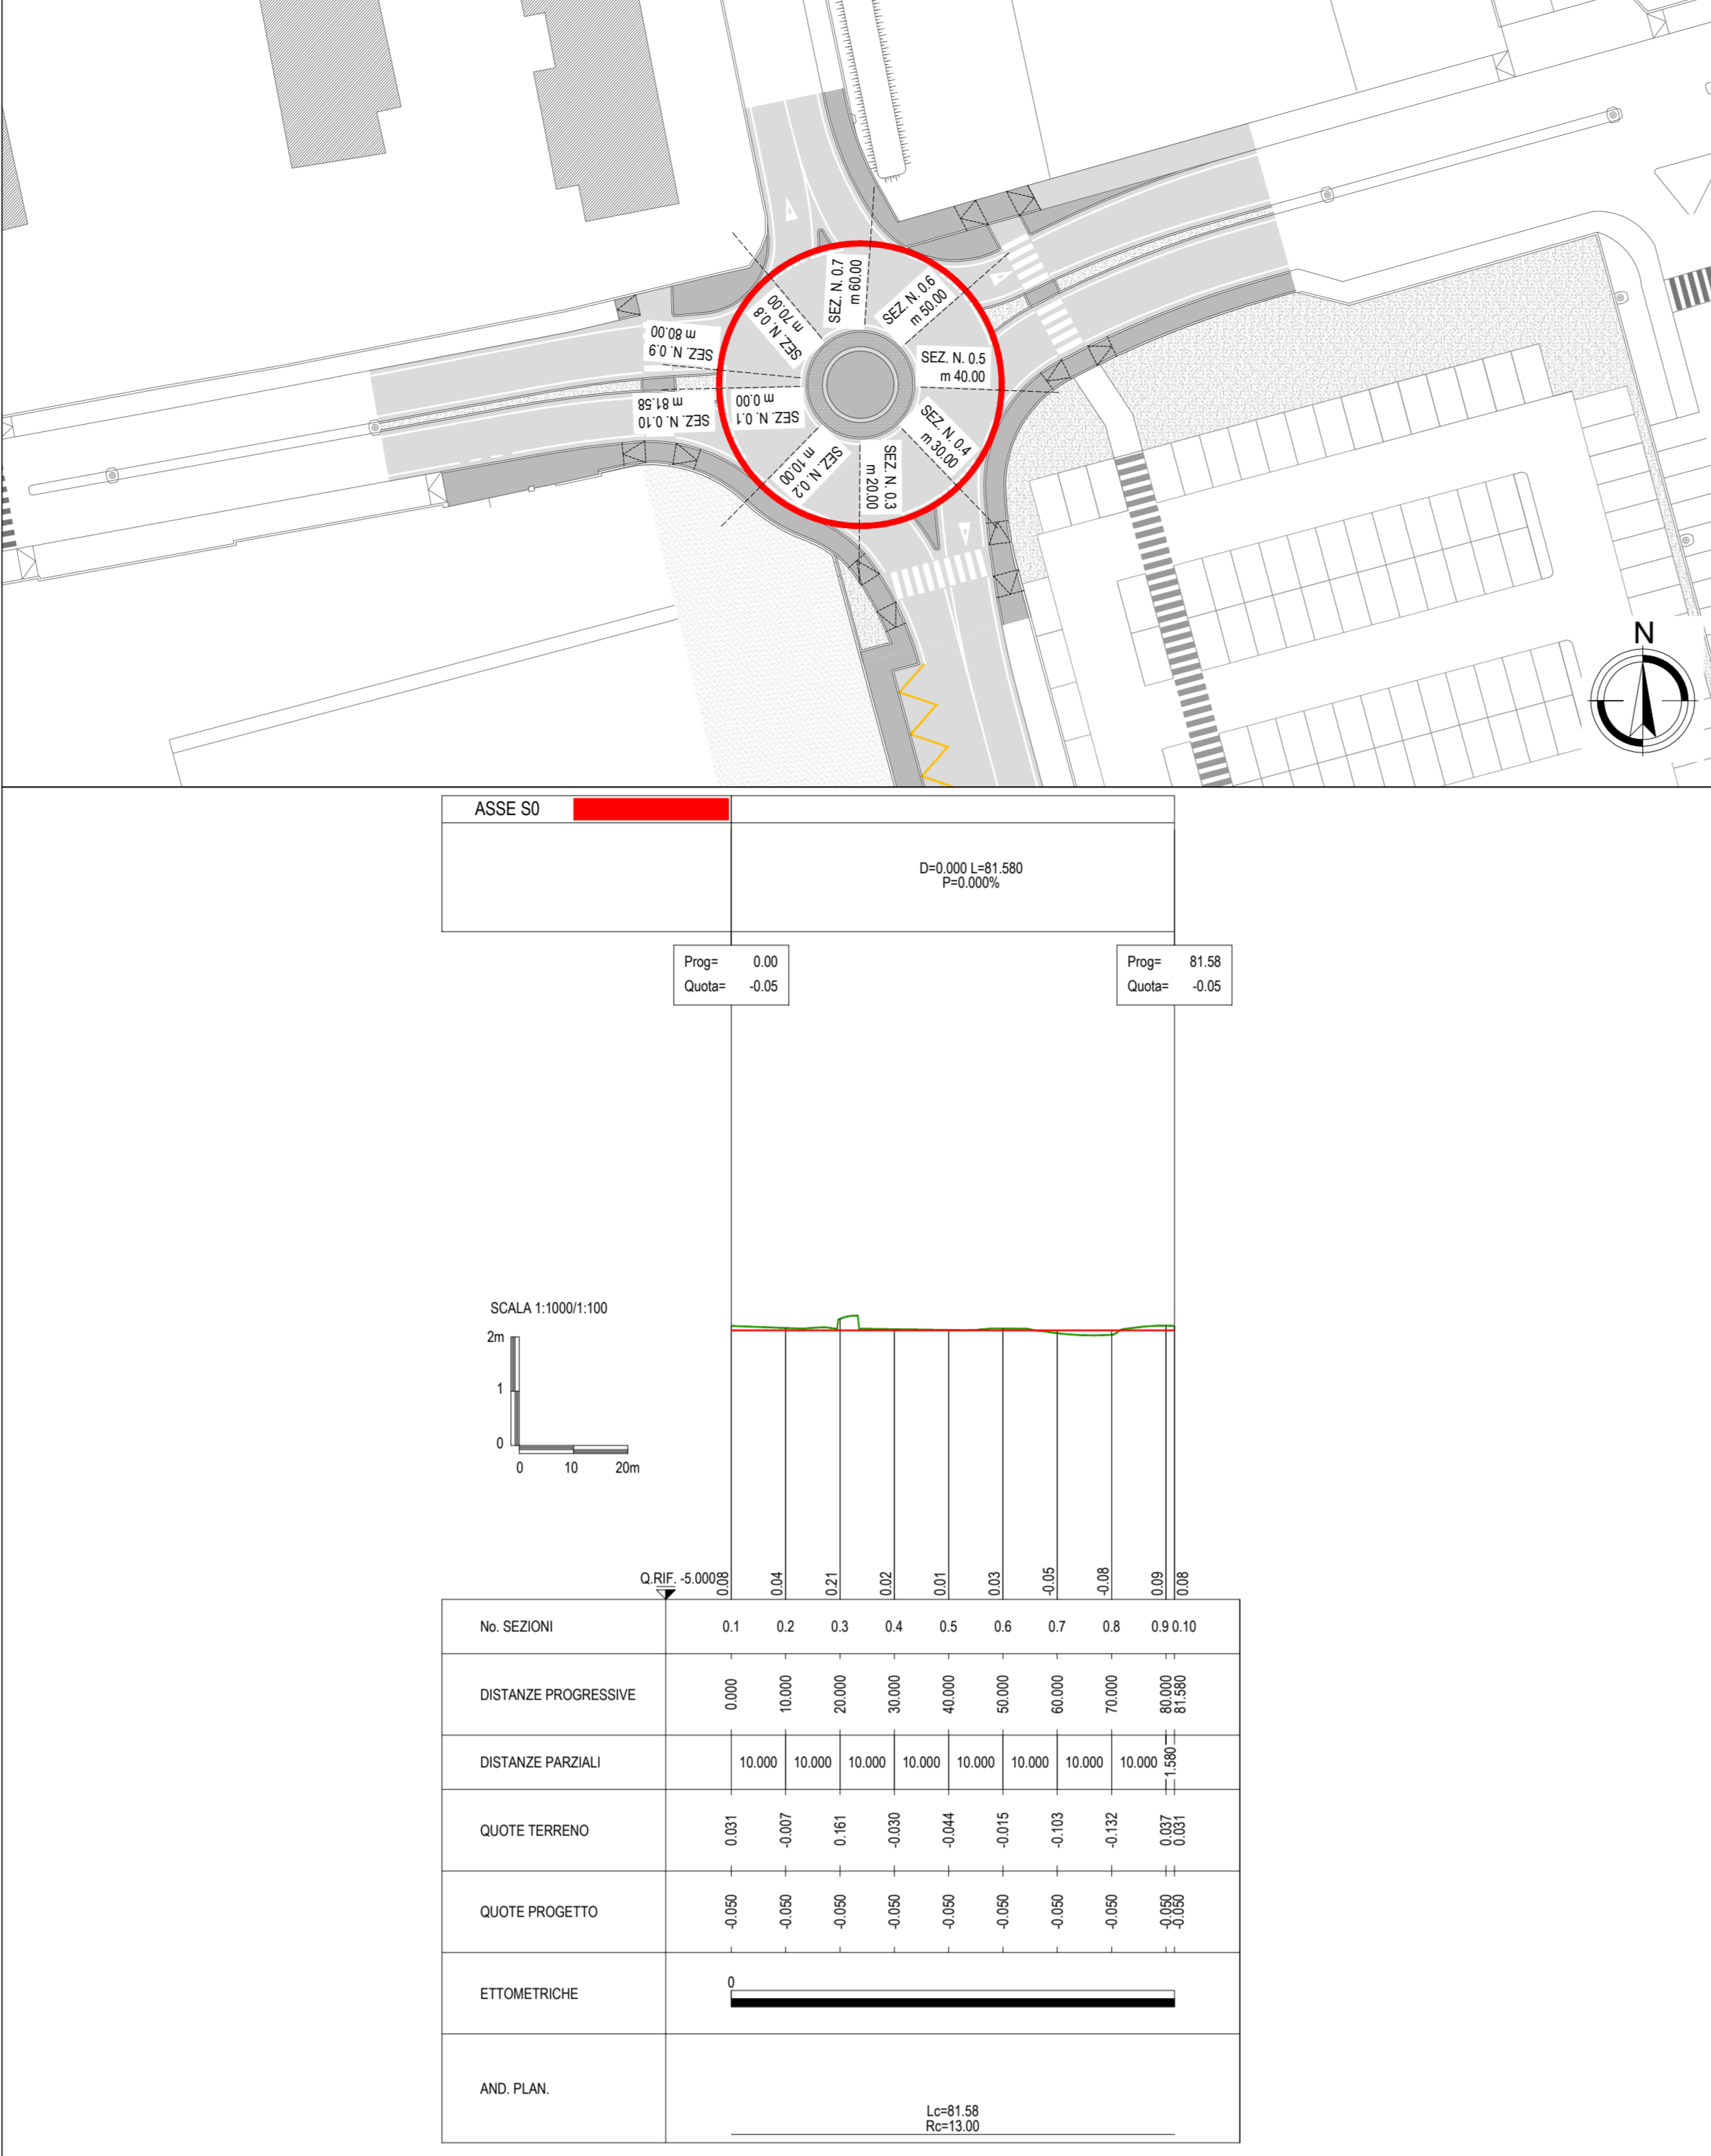 SEZ. N. 0.7
m 60.00
SEZ. N. 0.6
m 50.00
SEZ. N. 0.8
m 70.00
SEZ. N. 0.9
m 80.00
SEZ. N. 0.5
m 40.00
SEZ. N. 0.10
m 81.58
SEZ. N. 0.1
m 0.00
SEZ. N. 0.4
m 30.00
SEZ. N. 0.2
m 10.00
SEZ. N. 0.3
m 20.00
N
ASSE S0
D=0.000 L=81.580
P=0.000%
Prog= 0.00
Quota= -0.05
Prog= 81.58
Quota= -0.05
SCALA 1:1000/1:100
2m
1
0
0 10 20m
Q.RIF. -5.000
0.08 0.04 0.21 0.02 0.01 0.03 -0.05 -0.08 0.09 0.08
No. SEZIONI 0.1 0.2 0.3 0.4 0.5 0.6 0.7 0.8 0.9 0.10
DISTANZE PROGRESSIVE 0.000 10.000 20.000 30.000 40.000 50.000 60.000 70.000 80.000 81.580
DISTANZE PARZIALI 10.000 10.000 10.000 10.000 10.000 10.000 10.000 10.000 1.580
QUOTE TERRENO 0.031 -0.007 0.161 -0.030 -0.044 -0.015 -0.103 -0.132 0.037 0.031
QUOTE PROGETTO -0.050 -0.050 -0.050 -0.050 -0.050 -0.050 -0.050 -0.050 -0.050 -0.050
ETTOMETRICHE 0
AND. PLAN.
Lc=81.58
Rc=13.00